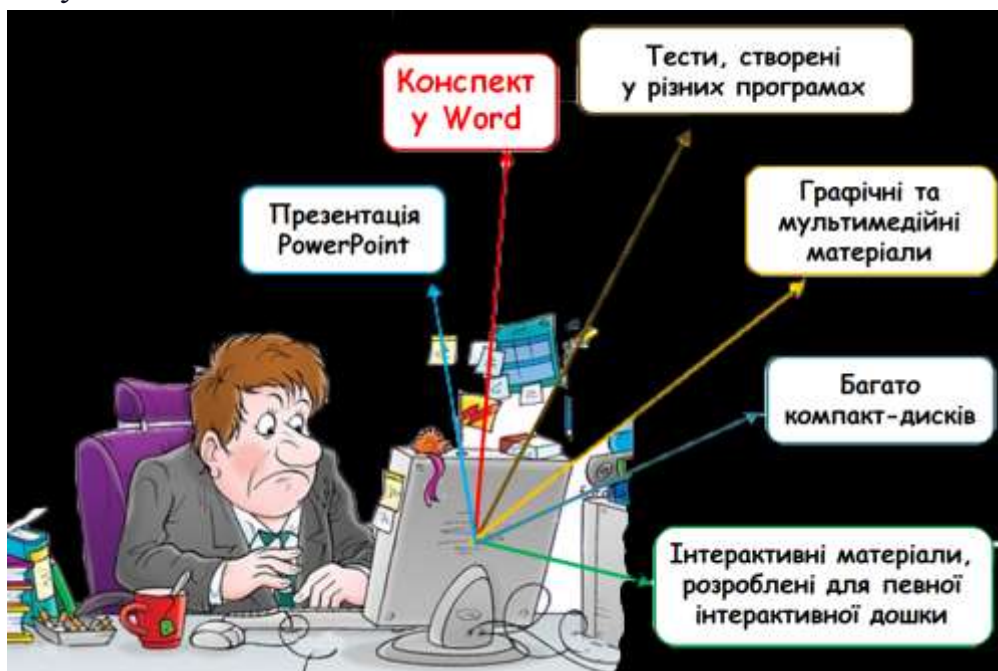 Конспект
у Word
Тести, створені
у різних програмах
Презентація
PowerPoint
Графічні та
мультимедійні
матеріали
Багато
компакт-дисків
Інтерактивні матеріали,
розроблені для певної
інтерактивної дошки